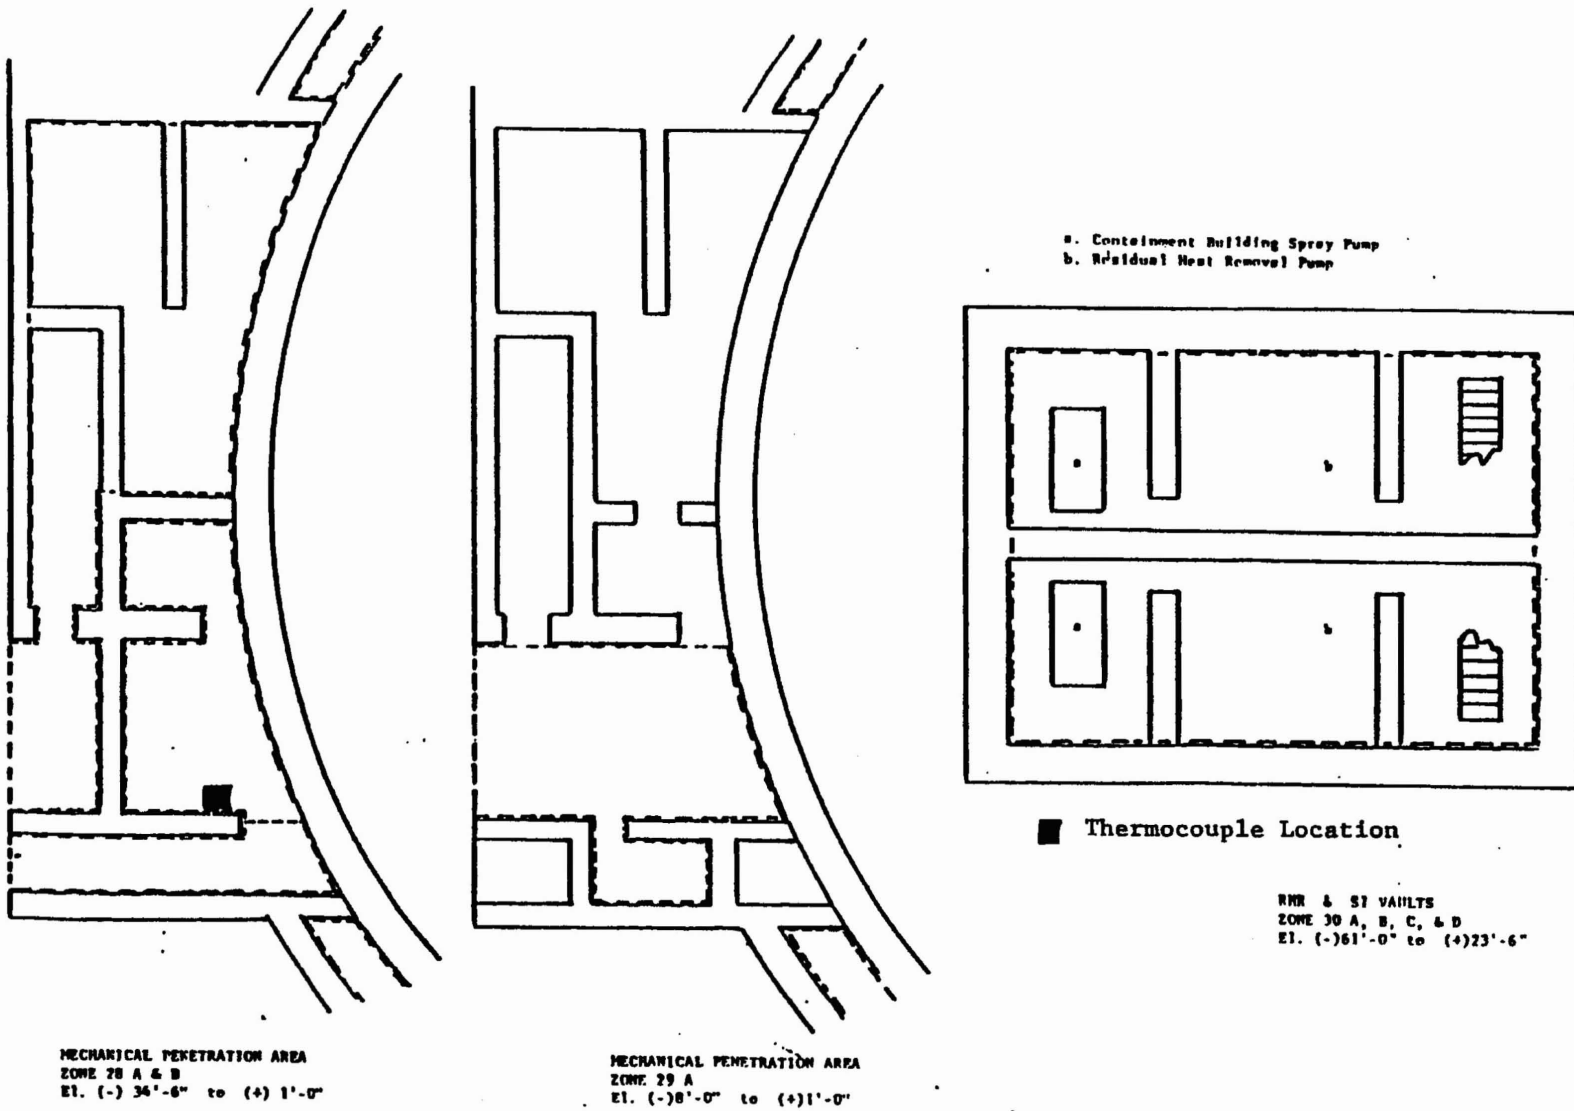 a. Containment Building Spray Pump
b. Residual Heat Removal Pump
a
b
a
b
Thermocouple Location
RHR & SI VAULTS
ZONE 30 A, B, C, & D
El. (-)61'-0" to (+)23'-6"
MECHANICAL PENETRATION AREA
ZONE 28 A & B
El. (-) 34'-6" to (+) 1'-0"
MECHANICAL PENETRATION AREA
ZONE 29 A
El. (-)8'-0" to (+)1'-0"